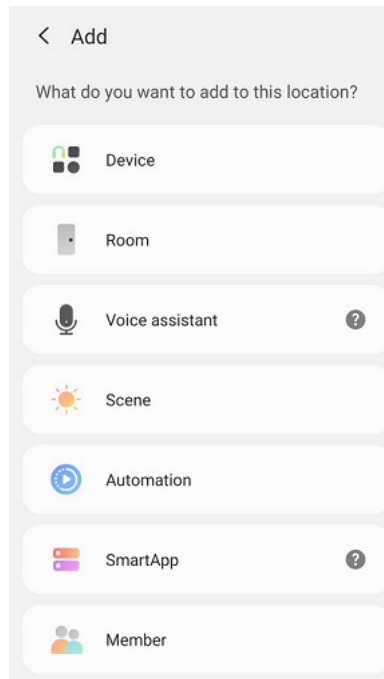 Add
What do you want to add to this location?
Device
Room
Voice assistant
?
Scene
Automation
SmartApp
?
Member